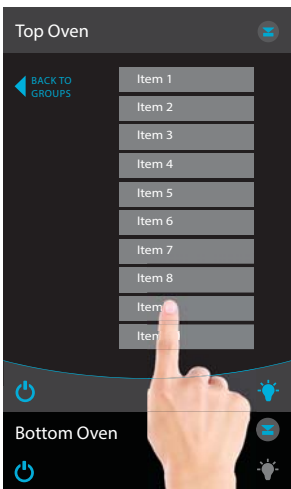 Top Oven
BACK TO
GROUPS
Item 1
Item 2
Item 3
Item 4
Item 5
Item 6
Item 7
Item 8
Item
Bottom Oven